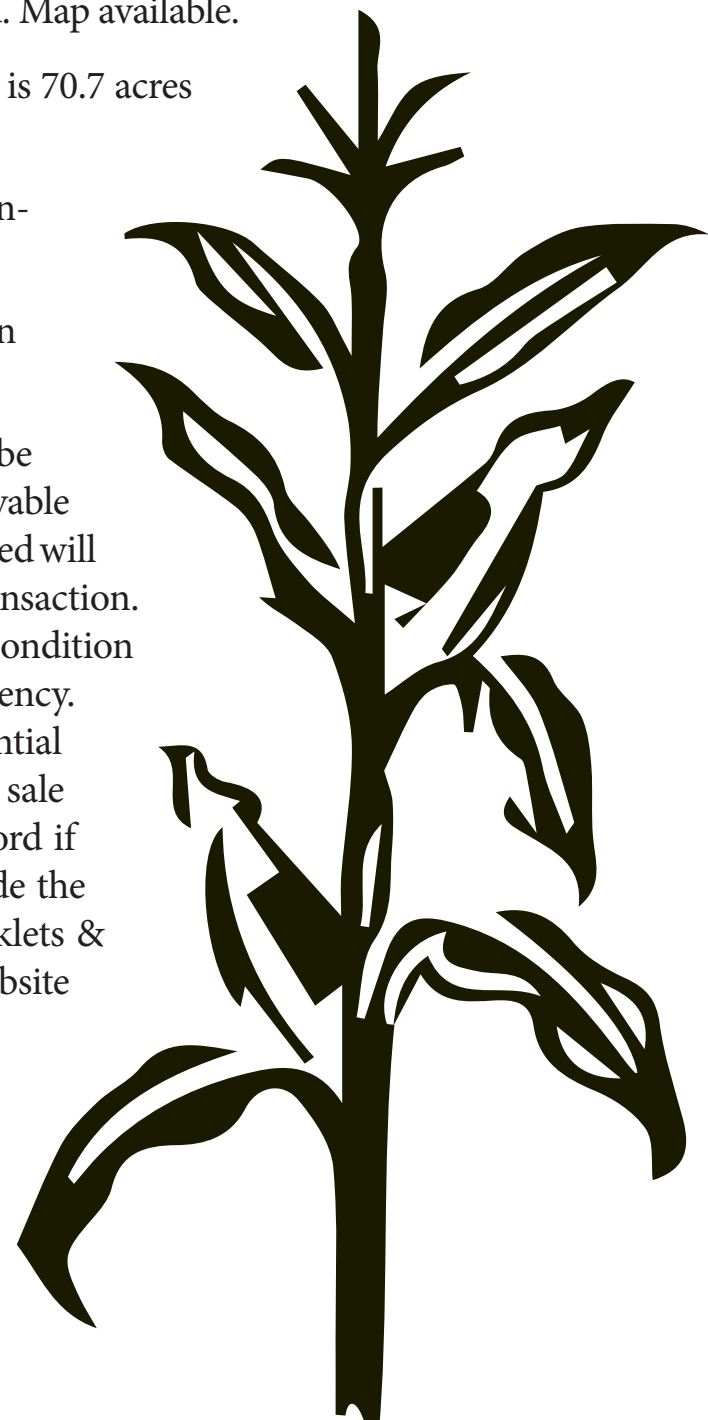 . Map available.
is 70.7 acres
n-
n
be
yable
ed will
nsaction.
ondition
ency.
ntial
sale
ord if
de the
klets &
bsite